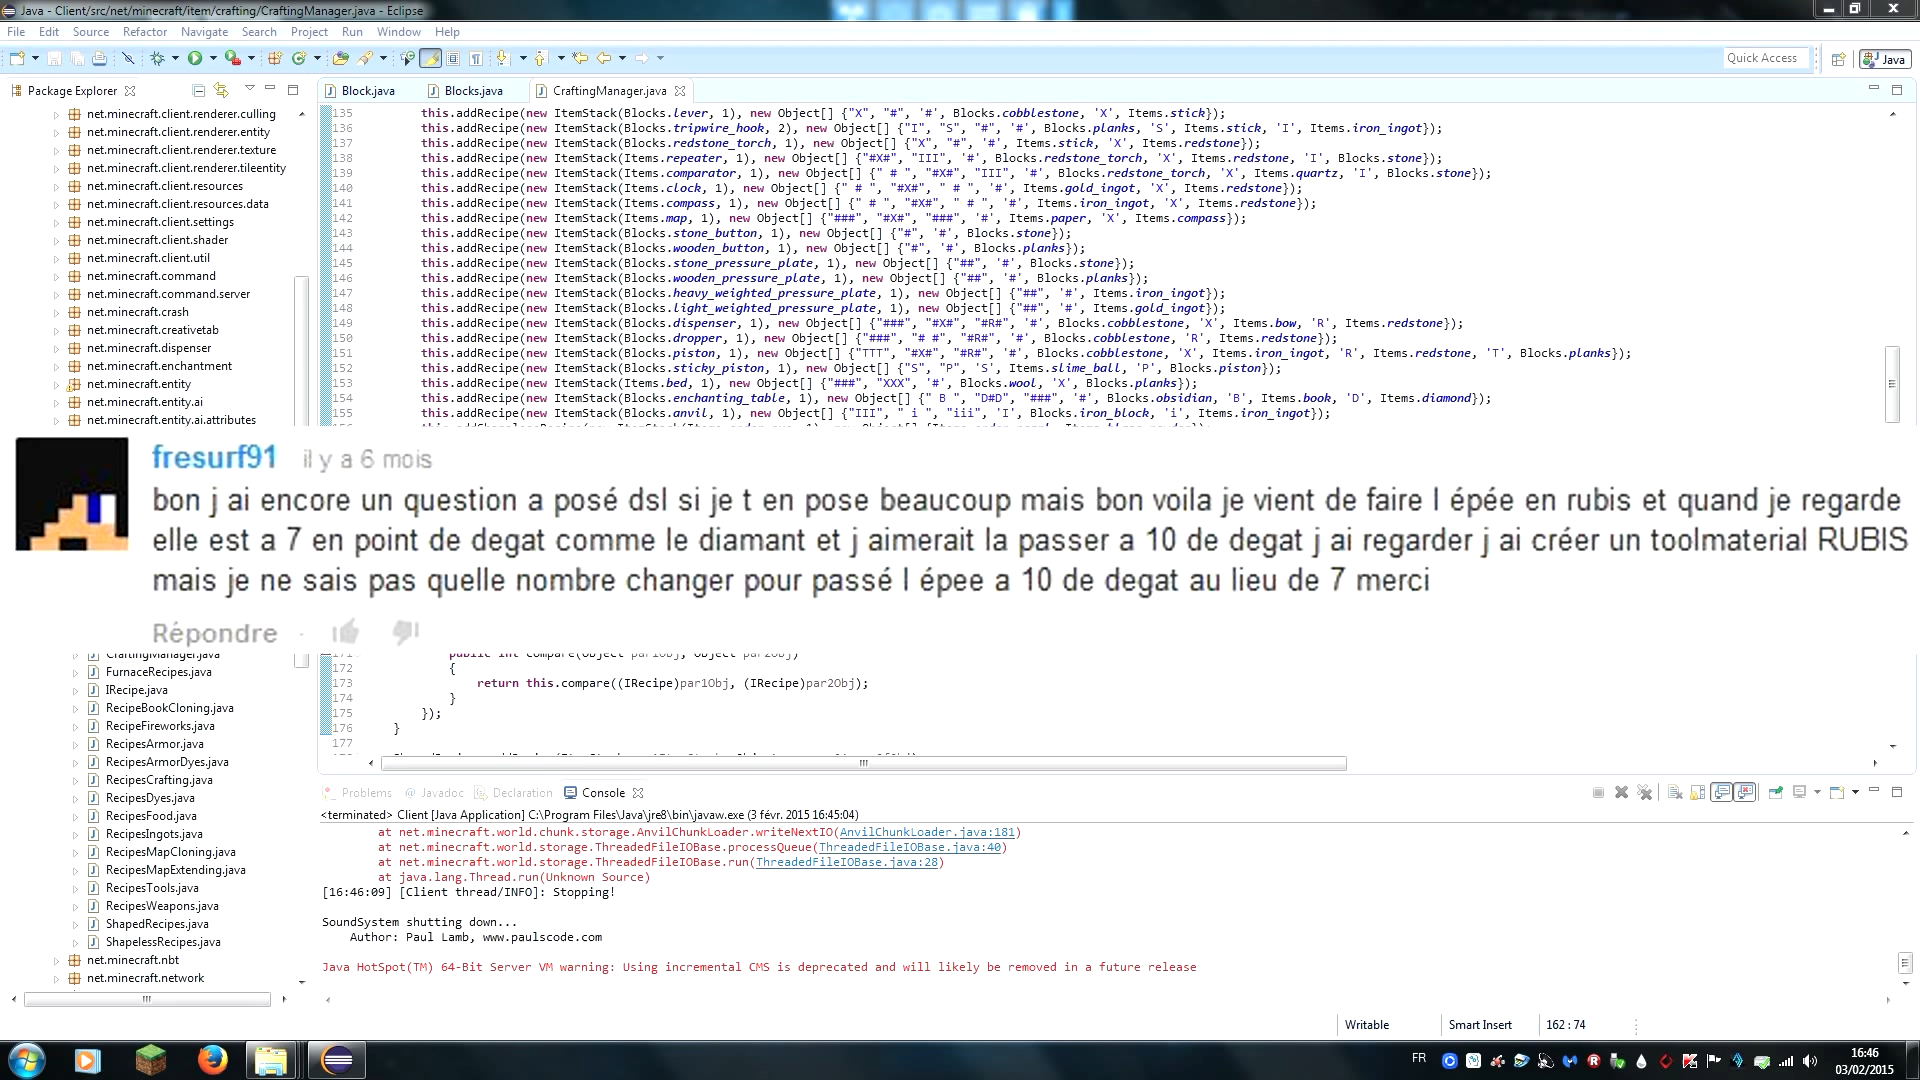 Java - Client/src/net/minecraft/item/crafting/CraftingManager.java - Eclipse
File Edit Source Refactor Navigate Search Project Run Window Help
Quick Access
Java
Package Explorer
Block.java
Blocks.java
CraftingManager.java
net.minecraft.client.renderer.culling
net.minecraft.client.renderer.entity
net.minecraft.client.renderer.texture
net.minecraft.client.renderer.tileentity
net.minecraft.client.resources
net.minecraft.client.resources.data
net.minecraft.client.settings
net.minecraft.client.shader
net.minecraft.client.util
net.minecraft.command
net.minecraft.command.server
net.minecraft.crash
net.minecraft.creativetab
net.minecraft.dispenser
net.minecraft.enchantment
net.minecraft.entity
net.minecraft.entity.ai
net.minecraft.entity.ai.attributes
135 this.addRecipe(new ItemStack(Blocks.lever, 1), new Object[] {"X", "#", '#', Blocks.cobblestone, 'X', Items.stick});
136 this.addRecipe(new ItemStack(Blocks.tripwire_hook, 2), new Object[] {"I", "S", "#", '#', Blocks.planks, 'S', Items.stick, 'I', Items.iron_ingot});
137 this.addRecipe(new ItemStack(Blocks.redstone_torch, 1), new Object[] {"X", "#", '#', Items.stick, 'X', Items.redstone});
138 this.addRecipe(new ItemStack(Items.repeater, 1), new Object[] {"#X#", "III", '#', Blocks.redstone_torch, 'X', Items.redstone, 'I', Blocks.stone});
139 this.addRecipe(new ItemStack(Items.comparator, 1), new Object[] {" # ", "#X#", "III", '#', Blocks.redstone_torch, 'X', Items.quartz, 'I', Blocks.stone});
140 this.addRecipe(new ItemStack(Items.clock, 1), new Object[] {" # ", "#X#", " # ", '#', Items.gold_ingot, 'X', Items.redstone});
141 this.addRecipe(new ItemStack(Items.compass, 1), new Object[] {" # ", "#X#", " # ", '#', Items.iron_ingot, 'X', Items.redstone});
142 this.addRecipe(new ItemStack(Items.map, 1), new Object[] {"###", "#X#", "###", '#', Items.paper, 'X', Items.compass});
143 this.addRecipe(new ItemStack(Blocks.stone_button, 1), new Object[] {"#", '#', Blocks.stone});
144 this.addRecipe(new ItemStack(Blocks.wooden_button, 1), new Object[] {"#", '#', Blocks.planks});
145 this.addRecipe(new ItemStack(Blocks.stone_pressure_plate, 1), new Object[] {"##", '#', Blocks.stone});
146 this.addRecipe(new ItemStack(Blocks.wooden_pressure_plate, 1), new Object[] {"##", '#', Blocks.planks});
147 this.addRecipe(new ItemStack(Blocks.heavy_weighted_pressure_plate, 1), new Object[] {"##", '#', Items.iron_ingot});
148 this.addRecipe(new ItemStack(Blocks.light_weighted_pressure_plate, 1), new Object[] {"##", '#', Items.gold_ingot});
149 this.addRecipe(new ItemStack(Blocks.dispenser, 1), new Object[] {"###", "#X#", "#R#", '#', Blocks.cobblestone, 'X', Items.bow, 'R', Items.redstone});
150 this.addRecipe(new ItemStack(Blocks.dropper, 1), new Object[] {"###", "# #", "#R#", '#', Blocks.cobblestone, 'R', Items.redstone});
151 this.addRecipe(new ItemStack(Blocks.piston, 1), new Object[] {"TTT", "#X#", "#R#", '#', Blocks.cobblestone, 'X', Items.iron_ingot, 'R', Items.redstone, 'T', Blocks.planks});
152 this.addRecipe(new ItemStack(Blocks.sticky_piston, 1), new Object[] {"S", "P", 'S', Items.slime_ball, 'P', Blocks.piston});
153 this.addRecipe(new ItemStack(Items.bed, 1), new Object[] {"###", "XXX", '#', Blocks.wool, 'X', Blocks.planks});
154 this.addRecipe(new ItemStack(Blocks.enchanting_table, 1), new Object[] {" B ", "D#D", "###", '#', Blocks.obsidian, 'B', Items.book, 'D', Items.diamond});
155 this.addRecipe(new ItemStack(Blocks.anvil, 1), new Object[] {"III", " i ", "iii", 'I', Blocks.iron_block, 'i', Items.iron_ingot});
fresurf91 il y a 6 mois
bon j ai encore un question a posé dsl si je t en pose beaucoup mais bon voila je vient de faire l épée en rubis et quand je regarde
elle est a 7 en point de degat comme le diamant et j aimerait la passer a 10 de degat j ai regarder j ai créer un toolmaterial RUBIS
mais je ne sais pas quelle nombre changer pour passé l épee a 10 de degat au lieu de 7 merci
Répondre
CraftingManager.java
FurnaceRecipes.java
IRecipe.java
RecipeBookCloning.java
RecipeFireworks.java
RecipesArmor.java
RecipesArmorDyes.java
RecipesCrafting.java
RecipesDyes.java
RecipesFood.java
RecipesIngots.java
RecipesMapCloning.java
RecipesMapExtending.java
RecipesTools.java
RecipesWeapons.java
ShapedRecipes.java
ShapelessRecipes.java
net.minecraft.nbt
net.minecraft.network
171 public int compare(Object par1Obj, Object par2Obj)
172 {
173 return this.compare((IRecipe)par1Obj, (IRecipe)par2Obj);
174 }
175 });
176 }
177
Problems Javadoc Declaration Console
<terminated> Client [Java Application] C:\Program Files\Java\jre8\bin\javaw.exe (3 févr. 2015 16:45:04)
at net.minecraft.world.chunk.storage.AnvilChunkLoader.writeNextIO(AnvilChunkLoader.java:181)
at net.minecraft.world.storage.ThreadedFileIOBase.processQueue(ThreadedFileIOBase.java:40)
at net.minecraft.world.storage.ThreadedFileIOBase.run(ThreadedFileIOBase.java:28)
at java.lang.Thread.run(Unknown Source)
[16:46:09] [Client thread/INFO]: Stopping!
SoundSystem shutting down...
Author: Paul Lamb, www.paulscode.com
Java HotSpot(TM) 64-Bit Server VM warning: Using incremental CMS is deprecated and will likely be removed in a future release
Writable Smart Insert 162 : 74
FR
16:46
03/02/2015